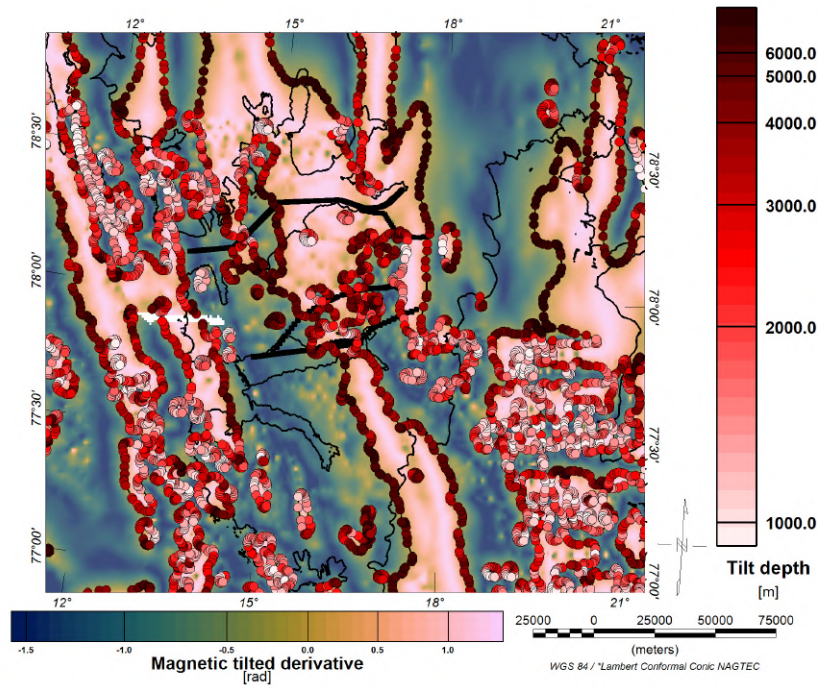 12° 15° 18° 21°
78°30' 78°30'
78°00' 78°00'
77°30' 77°30'
77°00' 77°00'
12° 15° 18° 21°
6000.0
5000.0
4000.0
3000.0
2000.0
1000.0
Tilt depth
[m]
-1.5 -1.0 -0.5 0.0 0.5 1.0
Magnetic tilted derivative
[rad]
25000 0 25000 50000 75000
(meters)
WGS 84 / *Lambert Conformal Conic NAGTEC